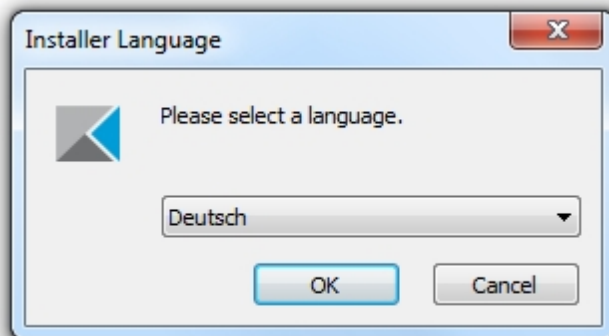 Installer Language
Please select a language.
Deutsch
OK
Cancel